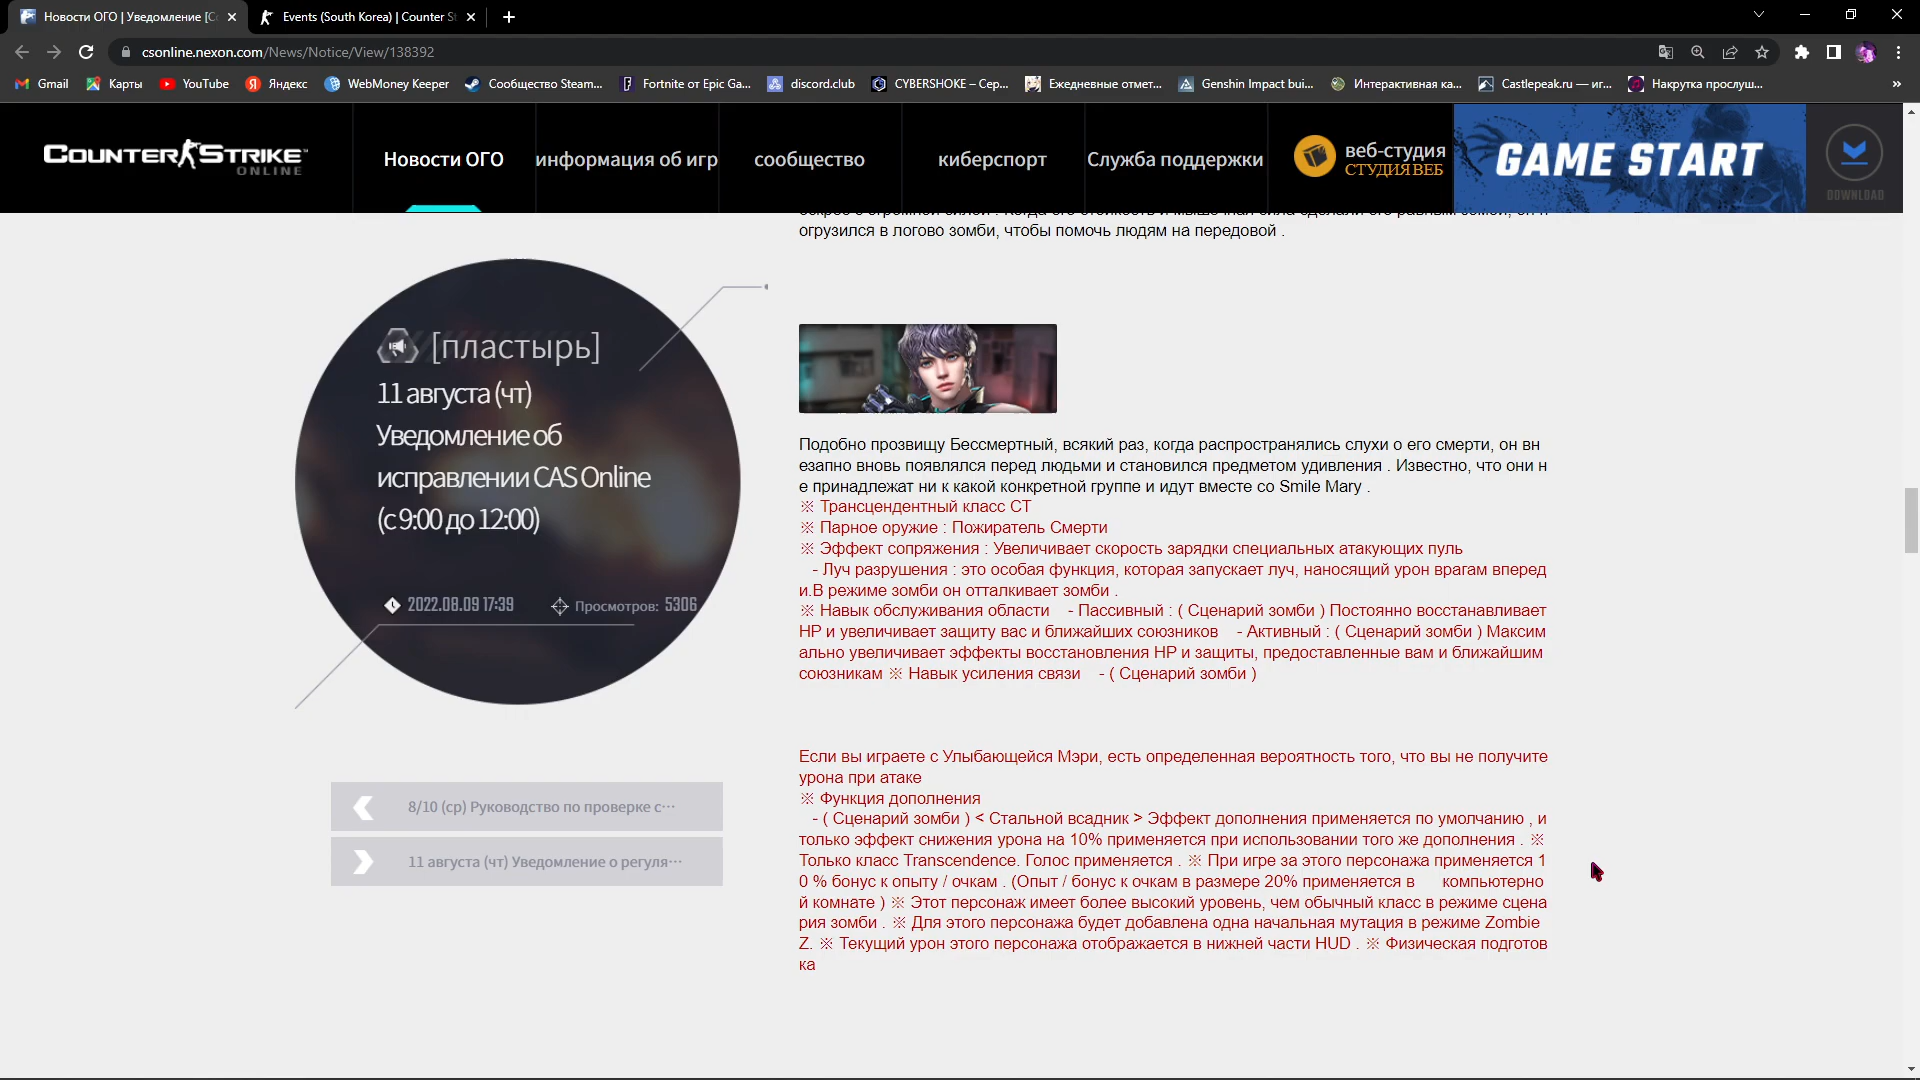 Новости ОГО | Уведомление [С
Events (South Korea) | Counter St
csonline.nexon.com/News/Notice/View/138392
Gmail
Карты
YouTube
Яндекс
WebMoney Keeper
Сообщество Steam...
Fortnite от Epic Ga...
discord.club
CYBERSHOKE – Cep...
Ежедневные отмет...
Genshin Impact bui...
Интерактивная ка...
Castlepeak.ru — иг...
Накрутка прослуш...
COUNTER STRIKE ONLINE
Новости ОГО
информация об игр
сообщество
киберспорт
Служба поддержки
веб-студия
СТУДИЯ ВЕБ
GAME START
DOWNLOAD
огрузился в логово зомби, чтобы помочь людям на передовой .
[пластырь]
11 августа (чт)
Уведомление об
исправлении CAS Online
(с 9:00 до 12:00)
2022.08.09 17:39
Просмотров: 5306
8/10 (ср) Руководство по проверке с…
11 августа (чт) Уведомление о регуля…
Подобно прозвищу Бессмертный, всякий раз, когда распространялись слухи о его смерти, он вн
езапно вновь появлялся перед людьми и становился предметом удивления . Известно, что они н
е принадлежат ни к какой конкретной группе и идут вместе со Smile Mary .
※ Трансцендентный класс CT
※ Парное оружие : Пожиратель Смерти
※ Эффект сопряжения : Увеличивает скорость зарядки специальных атакующих пуль
- Луч разрушения : это особая функция, которая запускает луч, наносящий урон врагам вперед
и.В режиме зомби он отталкивает зомби .
※ Навык обслуживания области - Пассивный : ( Сценарий зомби ) Постоянно восстанавливает
HP и увеличивает защиту вас и ближайших союзников - Активный : ( Сценарий зомби ) Максим
ально увеличивает эффекты восстановления HP и защиты, предоставленные вам и ближайшим
союзникам ※ Навык усиления связи - ( Сценарий зомби )
Если вы играете с Улыбающейся Мэри, есть определенная вероятность того, что вы не получите
урона при атаке
※ Функция дополнения
- ( Сценарий зомби ) < Стальной всадник > Эффект дополнения применяется по умолчанию , и
только эффект снижения урона на 10% применяется при использовании того же дополнения . ※
Только класс Transcendence. Голос применяется . ※ При игре за этого персонажа применяется 1
0 % бонус к опыту / очкам . (Опыт / бонус к очкам в размере 20% применяется в компьютерно
й комнате ) ※ Этот персонаж имеет более высокий уровень, чем обычный класс в режиме сцена
рия зомби . ※ Для этого персонажа будет добавлена одна начальная мутация в режиме Zombie
Z. ※ Текущий урон этого персонажа отображается в нижней части HUD . ※ Физическая подготов
ка